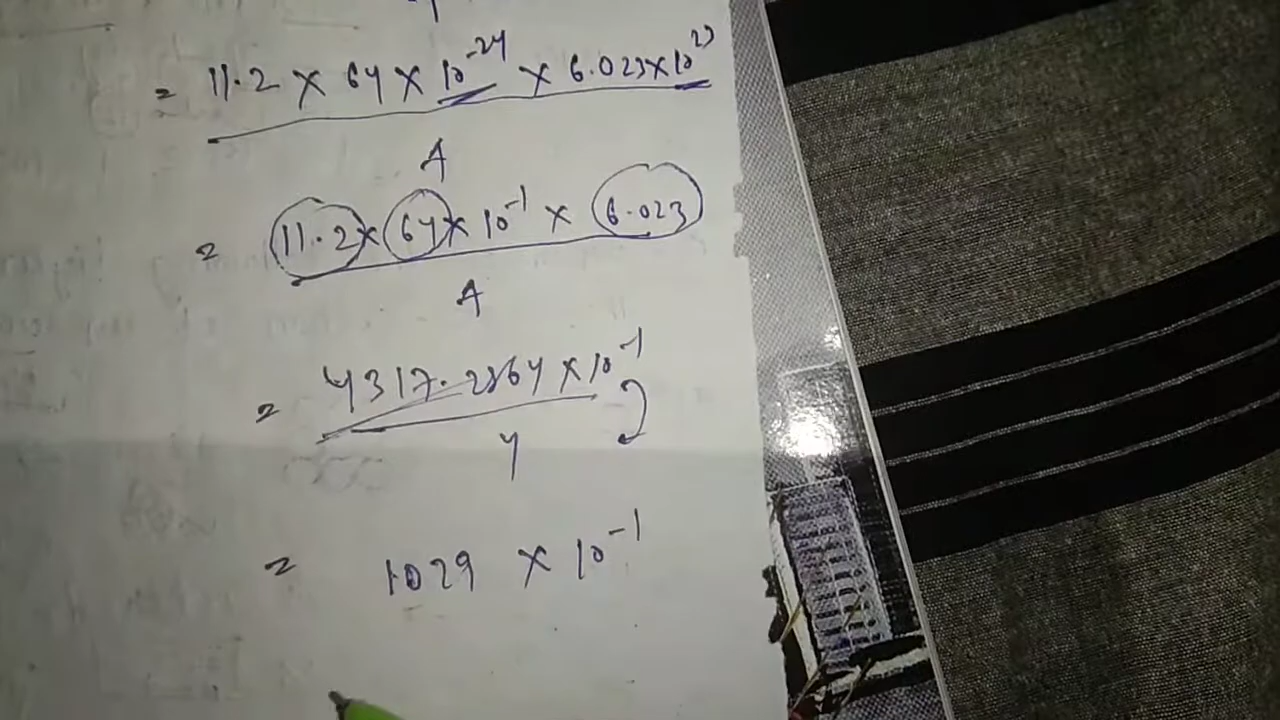 = 11.2 × 64 × 10⁻²⁴ × 6.023×10²³
4
= 11.2 × 64 × 10⁻¹ × 6.023
4
= 4317.2864 × 10⁻¹
4
= 1029 × 10⁻¹